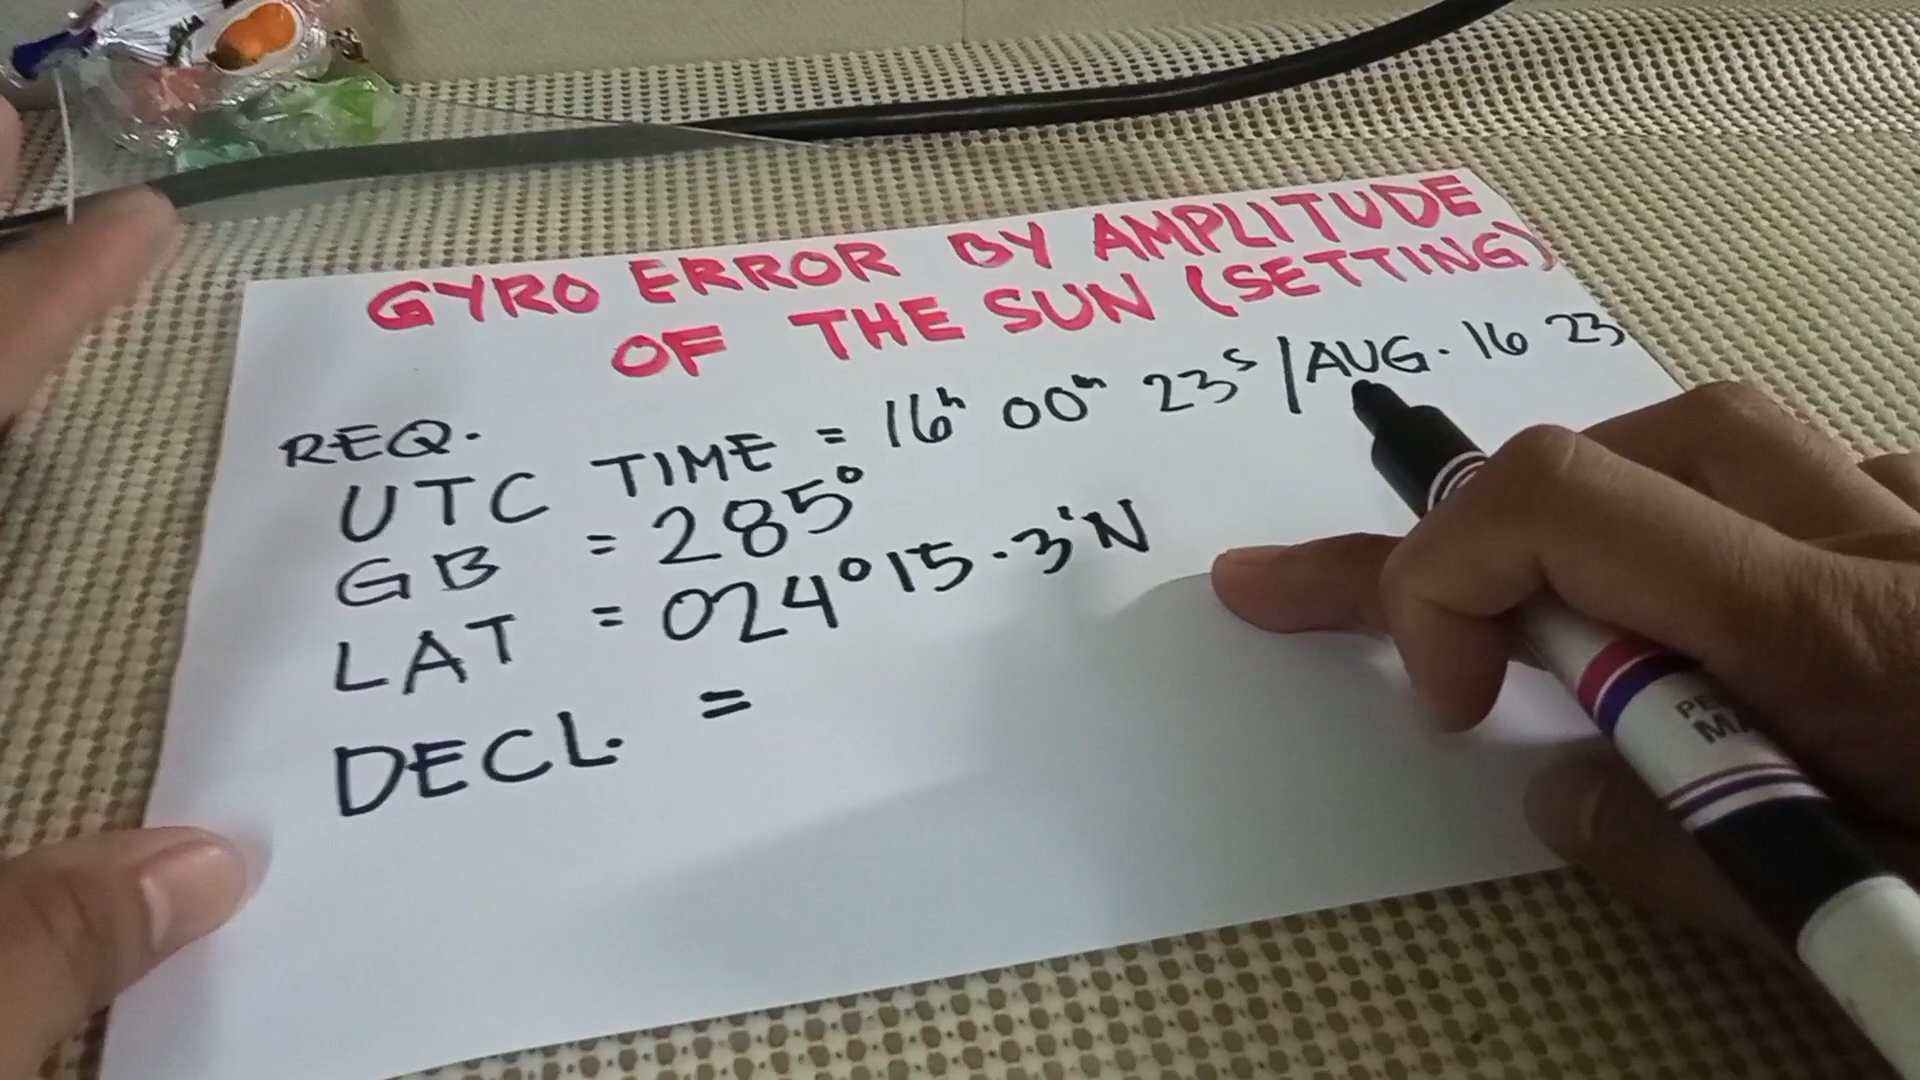 GYRO ERROR BY AMPLITUDE
OF THE SUN (SETTING)
REQ.
UTC TIME = 16h 00m 23s / AUG. 16 23
GB = 285°
LAT = 024°15.3'N
DECL. =